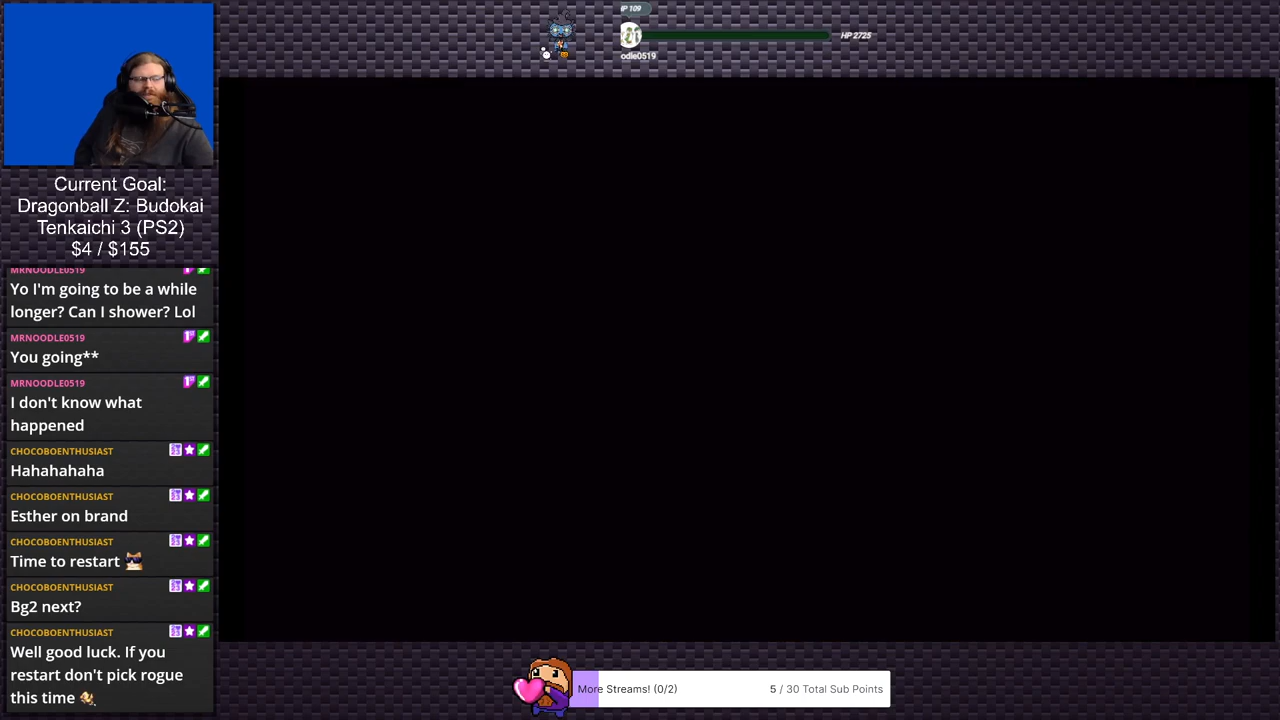 HP 109
HP 2725
odle0519
Current Goal:
Dragonball Z: Budokai
Tenkaichi 3 (PS2)
$4 / $155
MRNOODLE0519
Yo I'm going to be a while
longer? Can I shower? Lol
MRNOODLE0519
You going**
MRNOODLE0519
I don't know what
happened
CHOCOBOENTHUSIAST
Hahahahaha
CHOCOBOENTHUSIAST
Esther on brand
CHOCOBOENTHUSIAST
Time to restart
CHOCOBOENTHUSIAST
Bg2 next?
CHOCOBOENTHUSIAST
Well good luck. If you
restart don't pick rogue
this time
More Streams! (0/2) 5 / 30 Total Sub Points